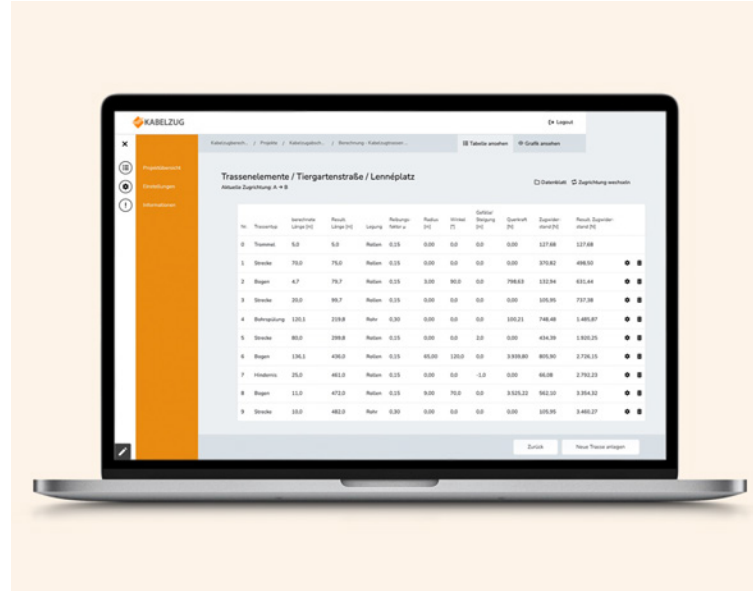 KABELZUG
Logout
Kabelzugberech.. / Projekte / Kabelzugbuch.. / Berechnung - Kabelzugtrassen..
Tabelle ansehen Grafik ansehen
Projektübersicht
Einstellungen
Informationen
Trassenelemente / Tiergartenstraße / Lennéplatz
Aktuelle Zugrichtung: A → B
Datenblatt Zugrichtung wechseln
Nr. Trassentyp berechnete Länge [m] Result. Länge [m] Legung Reibungsfaktor µ Radius [m] Winkel [°] Gefälle/Steigung [m] Querkraft [N] Zugwiderstand [N] Result. Zugwiderstand [N]
0 Trommel 5,0 5,0 Rollen 0,15 0,00 0,0 0,0 0,00 127,68 127,68
1 Strecke 70,0 75,0 Rollen 0,15 0,00 0,0 0,0 0,00 370,82 498,50
2 Bogen 4,7 79,7 Rollen 0,15 3,00 90,0 0,0 798,63 132,94 631,44
3 Strecke 20,0 99,7 Rollen 0,15 0,00 0,0 0,0 0,00 105,95 737,38
4 Bohrspülung 120,1 219,8 Rohr 0,30 0,00 0,0 0,0 100,21 748,48 1.485,87
5 Strecke 80,0 299,8 Rollen 0,15 0,00 0,0 2,0 0,00 434,39 1.920,25
6 Bogen 136,1 436,0 Rollen 0,15 65,00 120,0 0,0 3.939,80 805,90 2.726,15
7 Hindernis 25,0 461,0 Rollen 0,15 0,00 0,0 -1,0 0,00 66,08 2.792,23
8 Bogen 11,0 472,0 Rollen 0,15 9,00 70,0 0,0 3.525,22 562,10 3.354,32
9 Strecke 10,0 482,0 Rohr 0,30 0,00 0,0 0,0 0,00 105,95 3.460,27
Zurück Neue Trasse anlegen